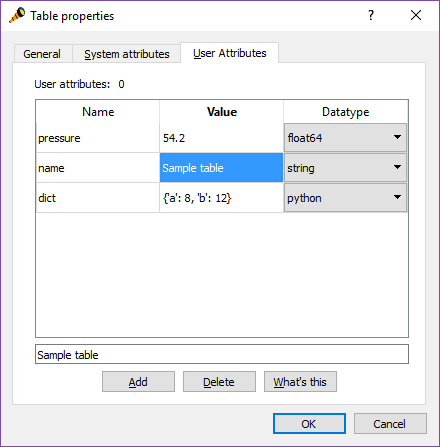 Table properties
?
General System attributes User Attributes
User attributes: 0
Name Value Datatype
pressure 54.2 float64
name Sample table string
dict {'a': 8, 'b': 12} python
Sample table
Add Delete What's this
OK Cancel